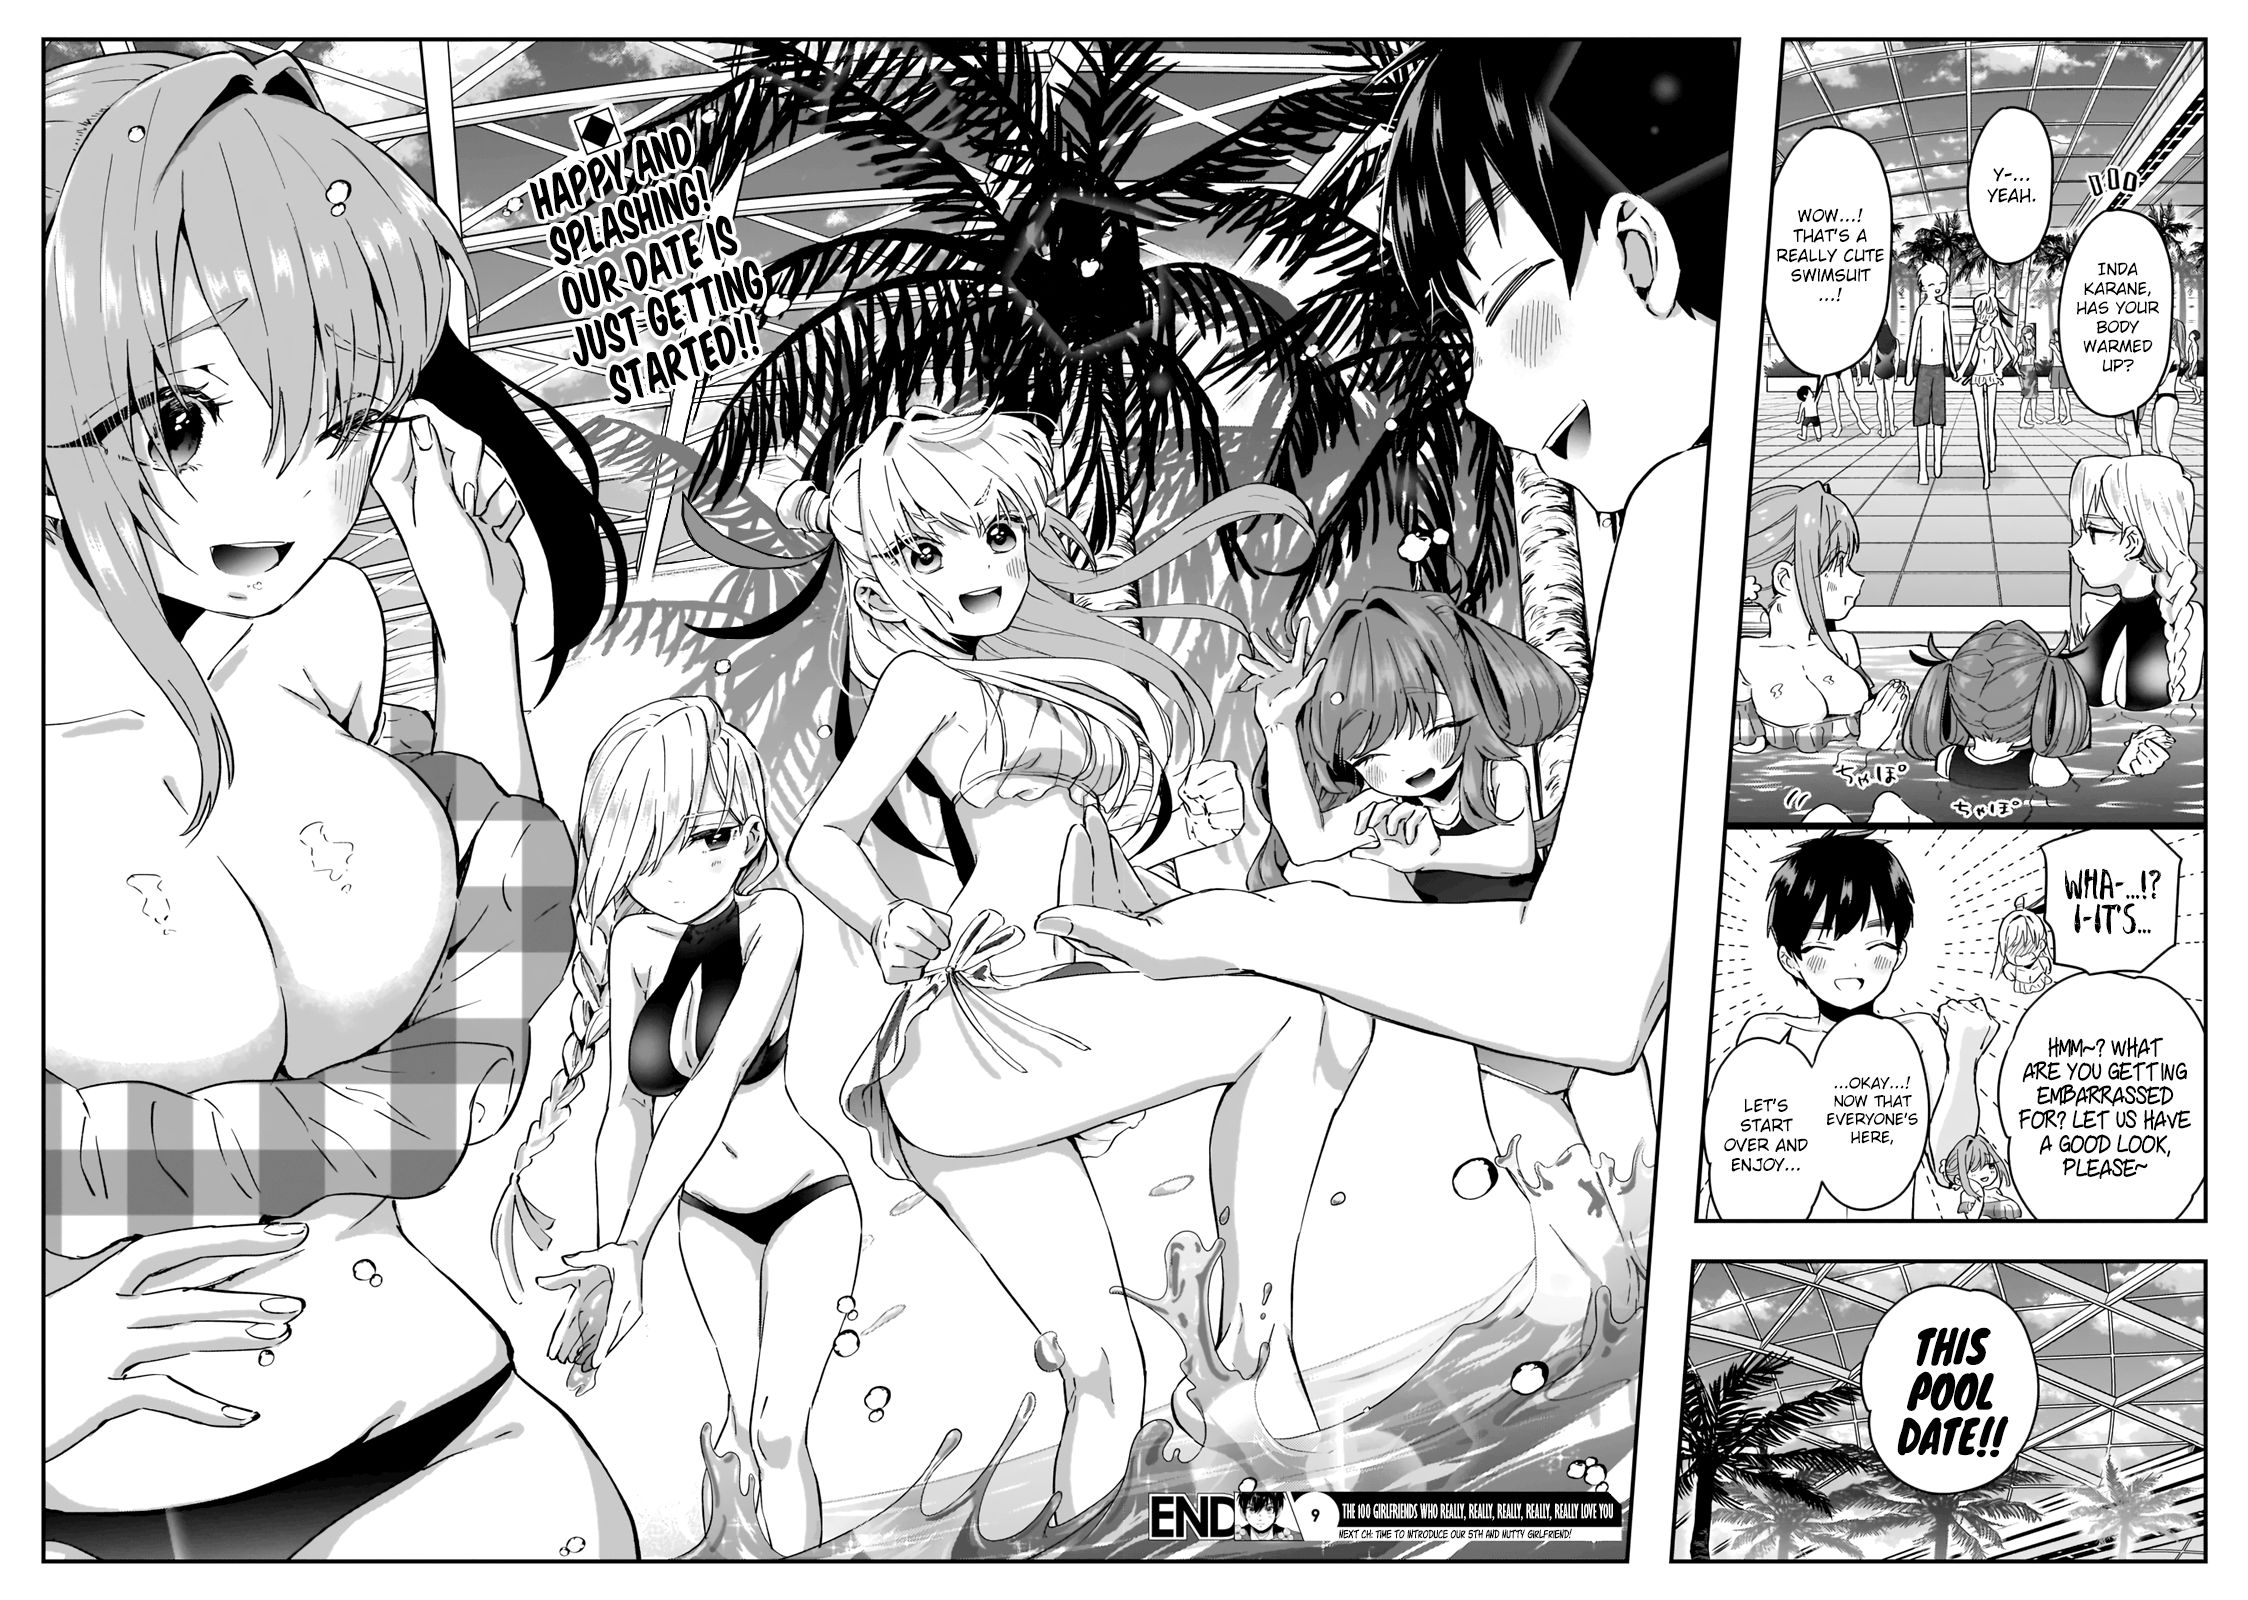 INDA
KARANE,
HAS YOUR
BODY
WARMED
UP?
Y-...
YEAH.
WOW...!
THAT'S A
REALLY CUTE
SWIMSUIT
...!
ちゃぽ
ちゃぽ
WHA-...!?
I-IT'S...
HMM~? WHAT
ARE YOU GETTING
EMBARRASSED
FOR? LET US HAVE
A GOOD LOOK,
PLEASE~
...OKAY...!
NOW THAT
EVERYONE'S
HERE,
LET'S
START
OVER AND
ENJOY...
THIS
POOL
DATE!!
HAPPY AND
SPLASHING!
OUR DATE IS
JUST GETTING
STARTED!!
END
9
THE 100 GIRLFRIENDS WHO REALLY, REALLY, REALLY, REALLY, REALLY LOVE YOU
NEXT CH: TIME TO INTRODUCE OUR 5TH AND NUTTY GIRLFRIEND!